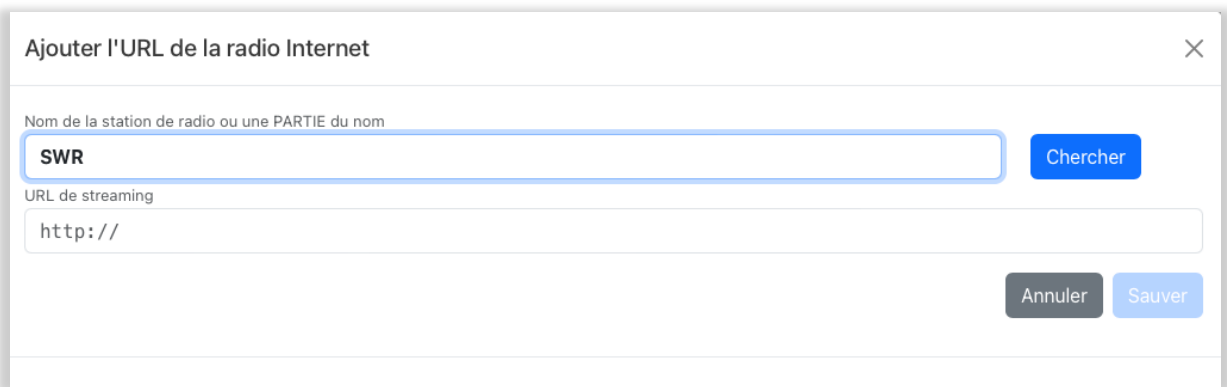 Ajouter l'URL de la radio Internet
Nom de la station de radio ou une PARTIE du nom
SWR
Chercher
URL de streaming
http://
Annuler
Sauver